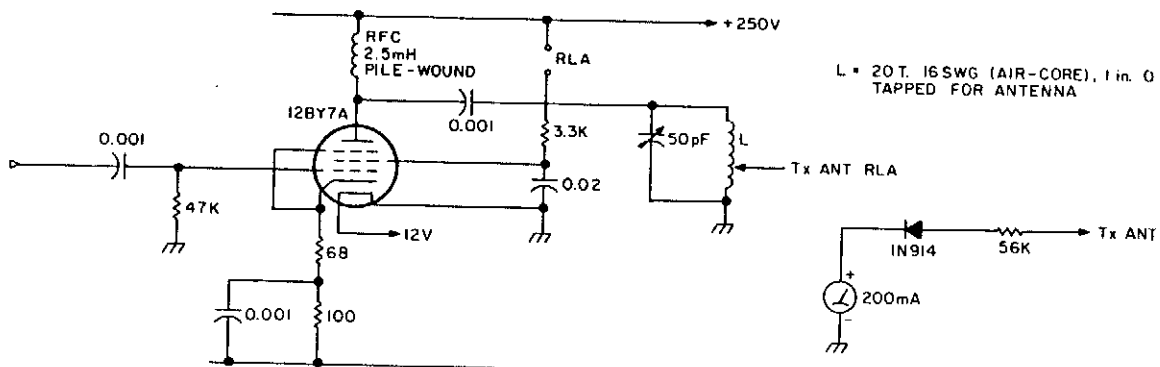 +250V
RFC
2.5mH
PILE-WOUND
RLA
L = 20 T. 16 SWG (AIR-CORE), 1 in.
TAPPED FOR ANTENNA
12BY7A
0.001
0.001
3.3K
50pF
L
Tx ANT RLA
0.02
47K
12V
68
1N914
56K
Tx ANT
0.001
100
+
200mA
-